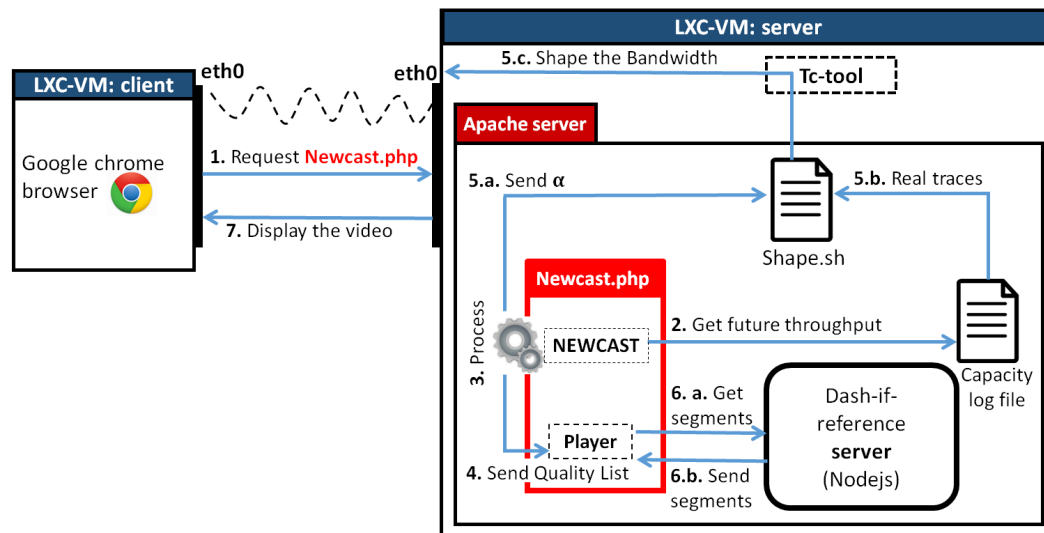 LXC-VM: server
5.c. Shape the Bandwidth
eth0
eth0
Tc-tool
LXC-VM: client
Apache server
Google chrome
browser
1. Request Newcast.php
7. Display the video
5.a. Send α
5.b. Real traces
Shape.sh
Newcast.php
3. Process
NEWCAST
2. Get future throughput
Capacity
log file
6. a. Get
segments
Dash-if-
reference
server
(Nodejs)
Player
4. Send Quality List
6.b. Send
segments